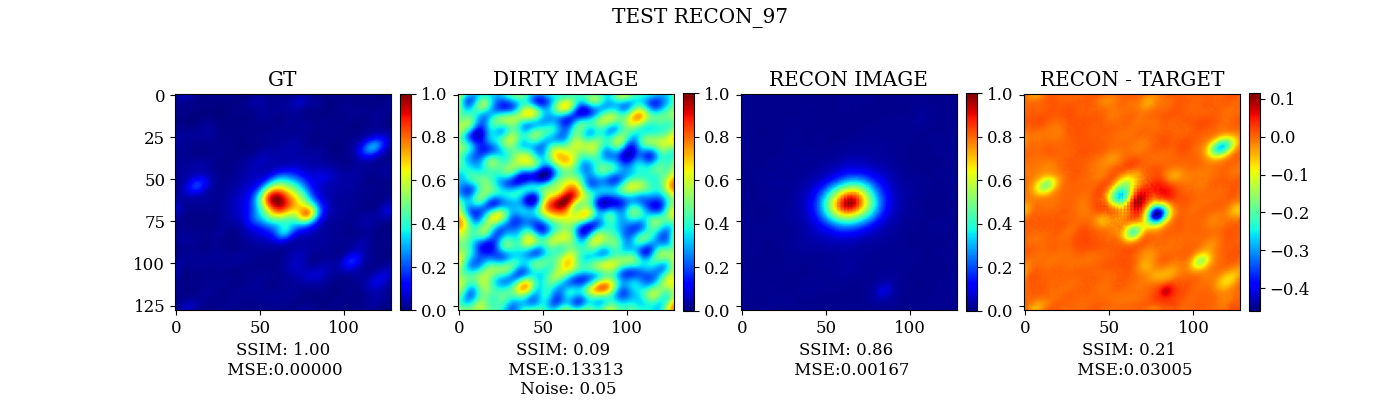 TEST RECON_97
GT
DIRTY IMAGE
RECON IMAGE
RECON - TARGET
0
25
50
75
100
125
0 50 100
1.0
0.8
0.6
0.4
0.2
0.0
0 100 50
1.0
0.8
0.6
0.4
0.2
0.0
0 50 100
1.0
0.8
0.6
0.4
0.2
0.0
0 50 100
0.1
0.0
−0.1
−0.2
−0.3
−0.4
SSIM: 1.00
MSE:0.00000
SSIM: 0.09
MSE:0.13313
Noise: 0.05
SSIM: 0.86
MSE:0.00167
SSIM: 0.21
MSE:0.03005